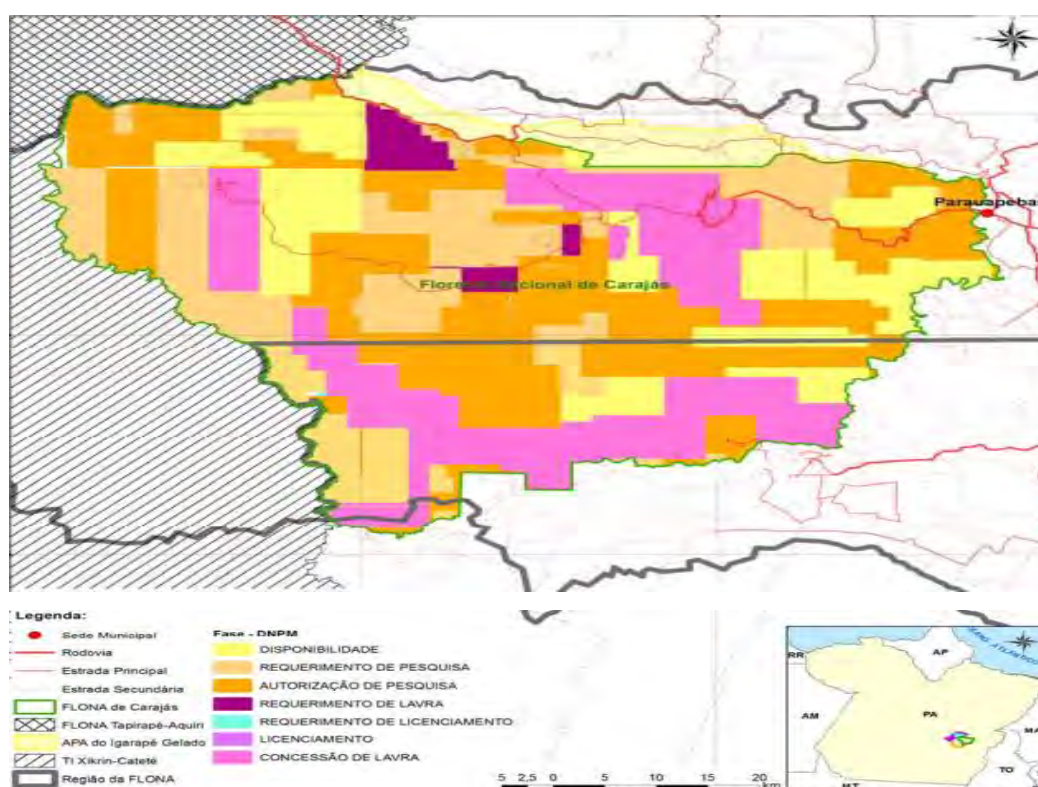 Parauapebas
Floresta Nacional de Carajás
Legenda:
Sede Municipal
Rodovia
Estrada Principal
Estrada Secundária
FLONA de Carajás
FLONA Tapirapé-Aquiri
APA do Igarapé Gelado
TI Xikrin-Cateté
Região da FLONA
Fase - DNPM
DISPONIBILIDADE
REQUERIMENTO DE PESQUISA
AUTORIZAÇÃO DE PESQUISA
REQUERIMENTO DE LAVRA
REQUERIMENTO DE LICENCIAMENTO
LICENCIAMENTO
CONCESSÃO DE LAVRA
5 2,5 0 5 10 15 20
km
RR
AP
OCEANO ATLÂNTICO
AM
PA
MA
TO
MT